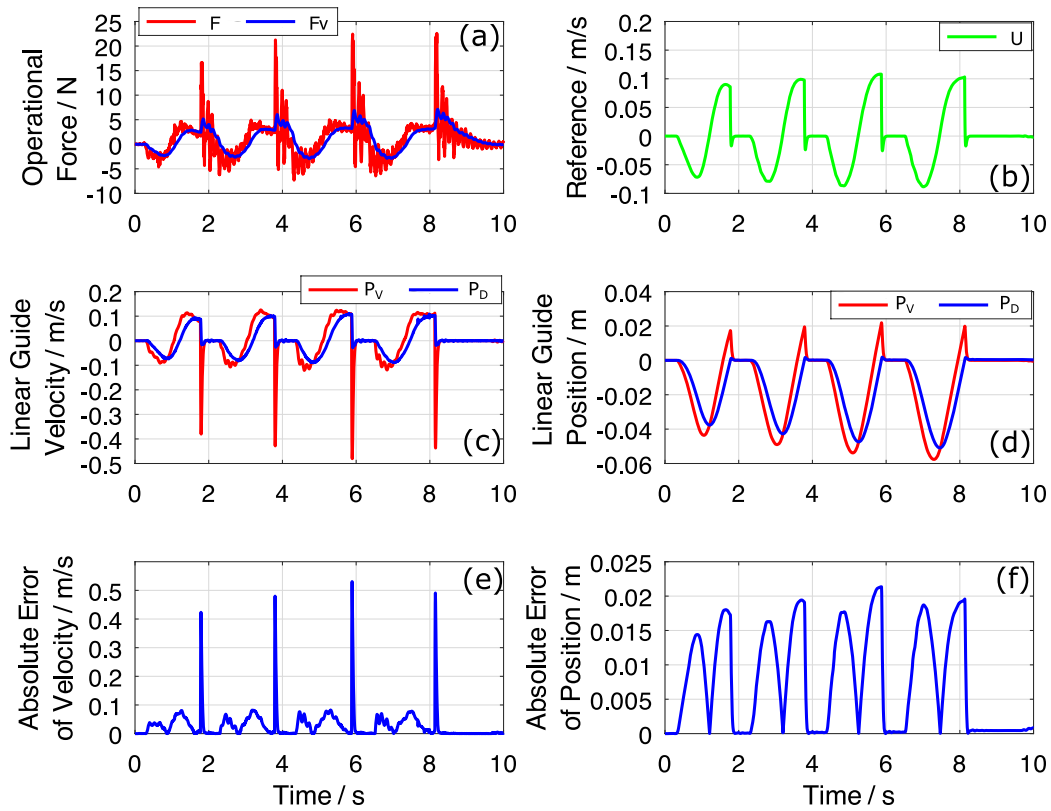 F Fv
(a)
25
20
15
10
5
0
-5
-10
Operational
Force / N
0 2 4 6 8 10
U
0.2
0.15
0.1
0.05
0
-0.05
-0.1
Reference / m/s
(b)
0 2 4 6 8 10
P_V P_D
0.2
0.1
0
-0.1
-0.2
-0.3
-0.4
-0.5
Linear Guide
Velocity / m/s
(c)
0 2 4 6 8 10
P_V P_D
0.04
0.02
0
-0.02
-0.04
-0.06
Linear Guide
Position / m
(d)
0 2 4 6 8 10
(e)
0.5
0.4
0.3
0.2
0.1
0
Absolute Error
of Velocity / m/s
0 2 4 6 8 10
Time / s
(f)
0.025
0.02
0.015
0.01
0.005
0
Absolute Error
of Position / m
0 2 4 6 8 10
Time / s